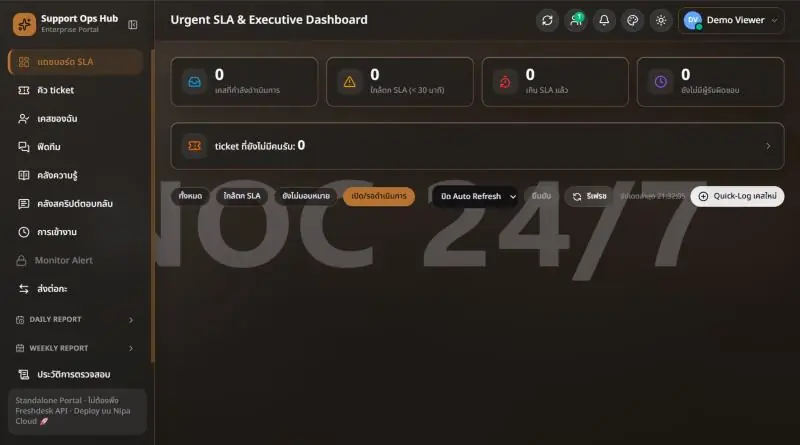 Support Ops Hub
Enterprise Portal
Urgent SLA & Executive Dashboard
1
DV
Demo Viewer
แดชบอร์ด SLA
คิว ticket
เคสของฉัน
ฟีดทีม
คลังความรู้
คลังสคริปต์ตอบกลับ
การเข้างาน
Monitor Alert
ส่งต่อกะ
DAILY REPORT
WEEKLY REPORT
ประวัติการตรวจสอบ
Standalone Portal · ไม่ต้องพึ่ง
Freshdesk API · Deploy บน Nipa
Cloud 🚀
0
เคสที่กำลังดำเนินการ
0
ใกล้ตก SLA (< 30 นาที)
0
เกิน SLA แล้ว
0
ยังไม่มีผู้รับผิดชอบ
ticket ที่ยังไม่มีคนรับ: 0
ทั้งหมด
ใกล้ตก SLA
ยังไม่มอบหมาย
เปิด/รอดำเนินการ
ปิด Auto Refresh
ยืนยัน
รีเฟรช
อัปเดตล่าสุด 21:32:05
Quick-Log เคสใหม่
NOC 24/7